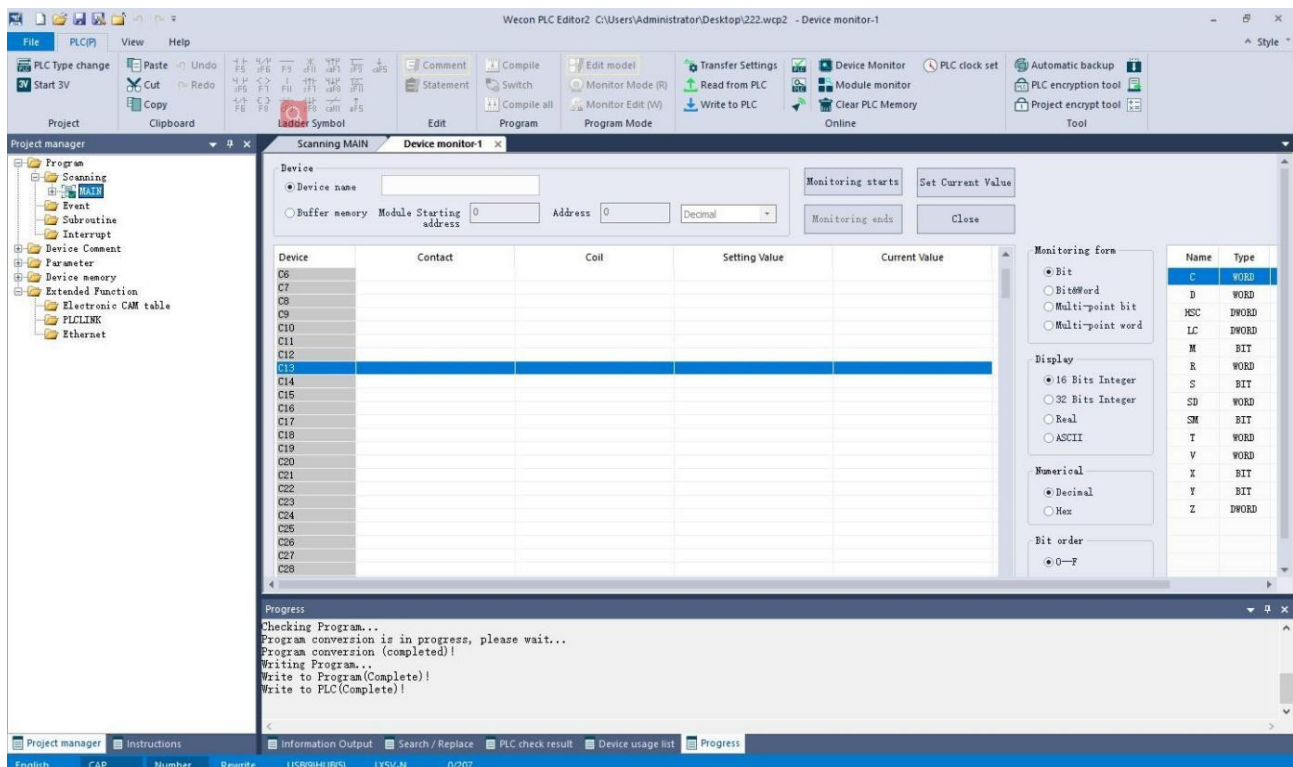 Wecon PLC Editor2 C:\Users\Administrator\Desktop\222.wcp2 - Device monitor-1
File PLC(P) View Help
Style
PLC Type change Paste Undo Comment Compile Edit model Transfer Settings Device Monitor PLC clock set Automatic backup
Start 3V Cut Redo Statement Switch Monitor Mode (R) Read from PLC Module monitor PLC encryption tool
Copy Compile all Monitor Edit (W) Write to PLC Clear PLC Memory Project encrypt tool
Project Clipboard Ladder Symbol Edit Program Program Mode Online Tool
Project manager
Program
Scanning
MAIN
Event
Subroutine
Interrupt
Device Comment
Parameter
Device memory
Extended Function
Electronic CAM table
PLCLINK
Ethernet
Scanning MAIN Device monitor-1
Device
Device name
Buffer memory Module Starting address 0 Address 0 Decimal
Monitoring starts Set Current Value
Monitoring ends Close
Device Contact Coil Setting Value Current Value
C6
C7
C8
C9
C10
C11
C12
C13
C14
C15
C16
C17
C18
C19
C20
C21
C22
C23
C24
C25
C26
C27
C28
Monitoring form
Bit
Bit&Word
Multi-point bit
Multi-point word
Display
16 Bits Integer
32 Bits Integer
Real
ASCII
Numerical
Decimal
Hex
Bit order
0—F
Name Type
C WORD
D WORD
HSC DWORD
LC DWORD
M BIT
R WORD
S BIT
SD WORD
SM BIT
T WORD
V WORD
X BIT
Y BIT
Z DWORD
Progress
Checking Program...
Program conversion is in progress, please wait...
Program conversion (completed)!
Writing Program...
Write to Program(Complete)!
Write to PLC(Complete)!
Project manager Instructions
Information Output Search / Replace PLC check result Device usage list Progress
English CAP Number Rewrite USB(9)HUB(5) LX5V-N 0/207